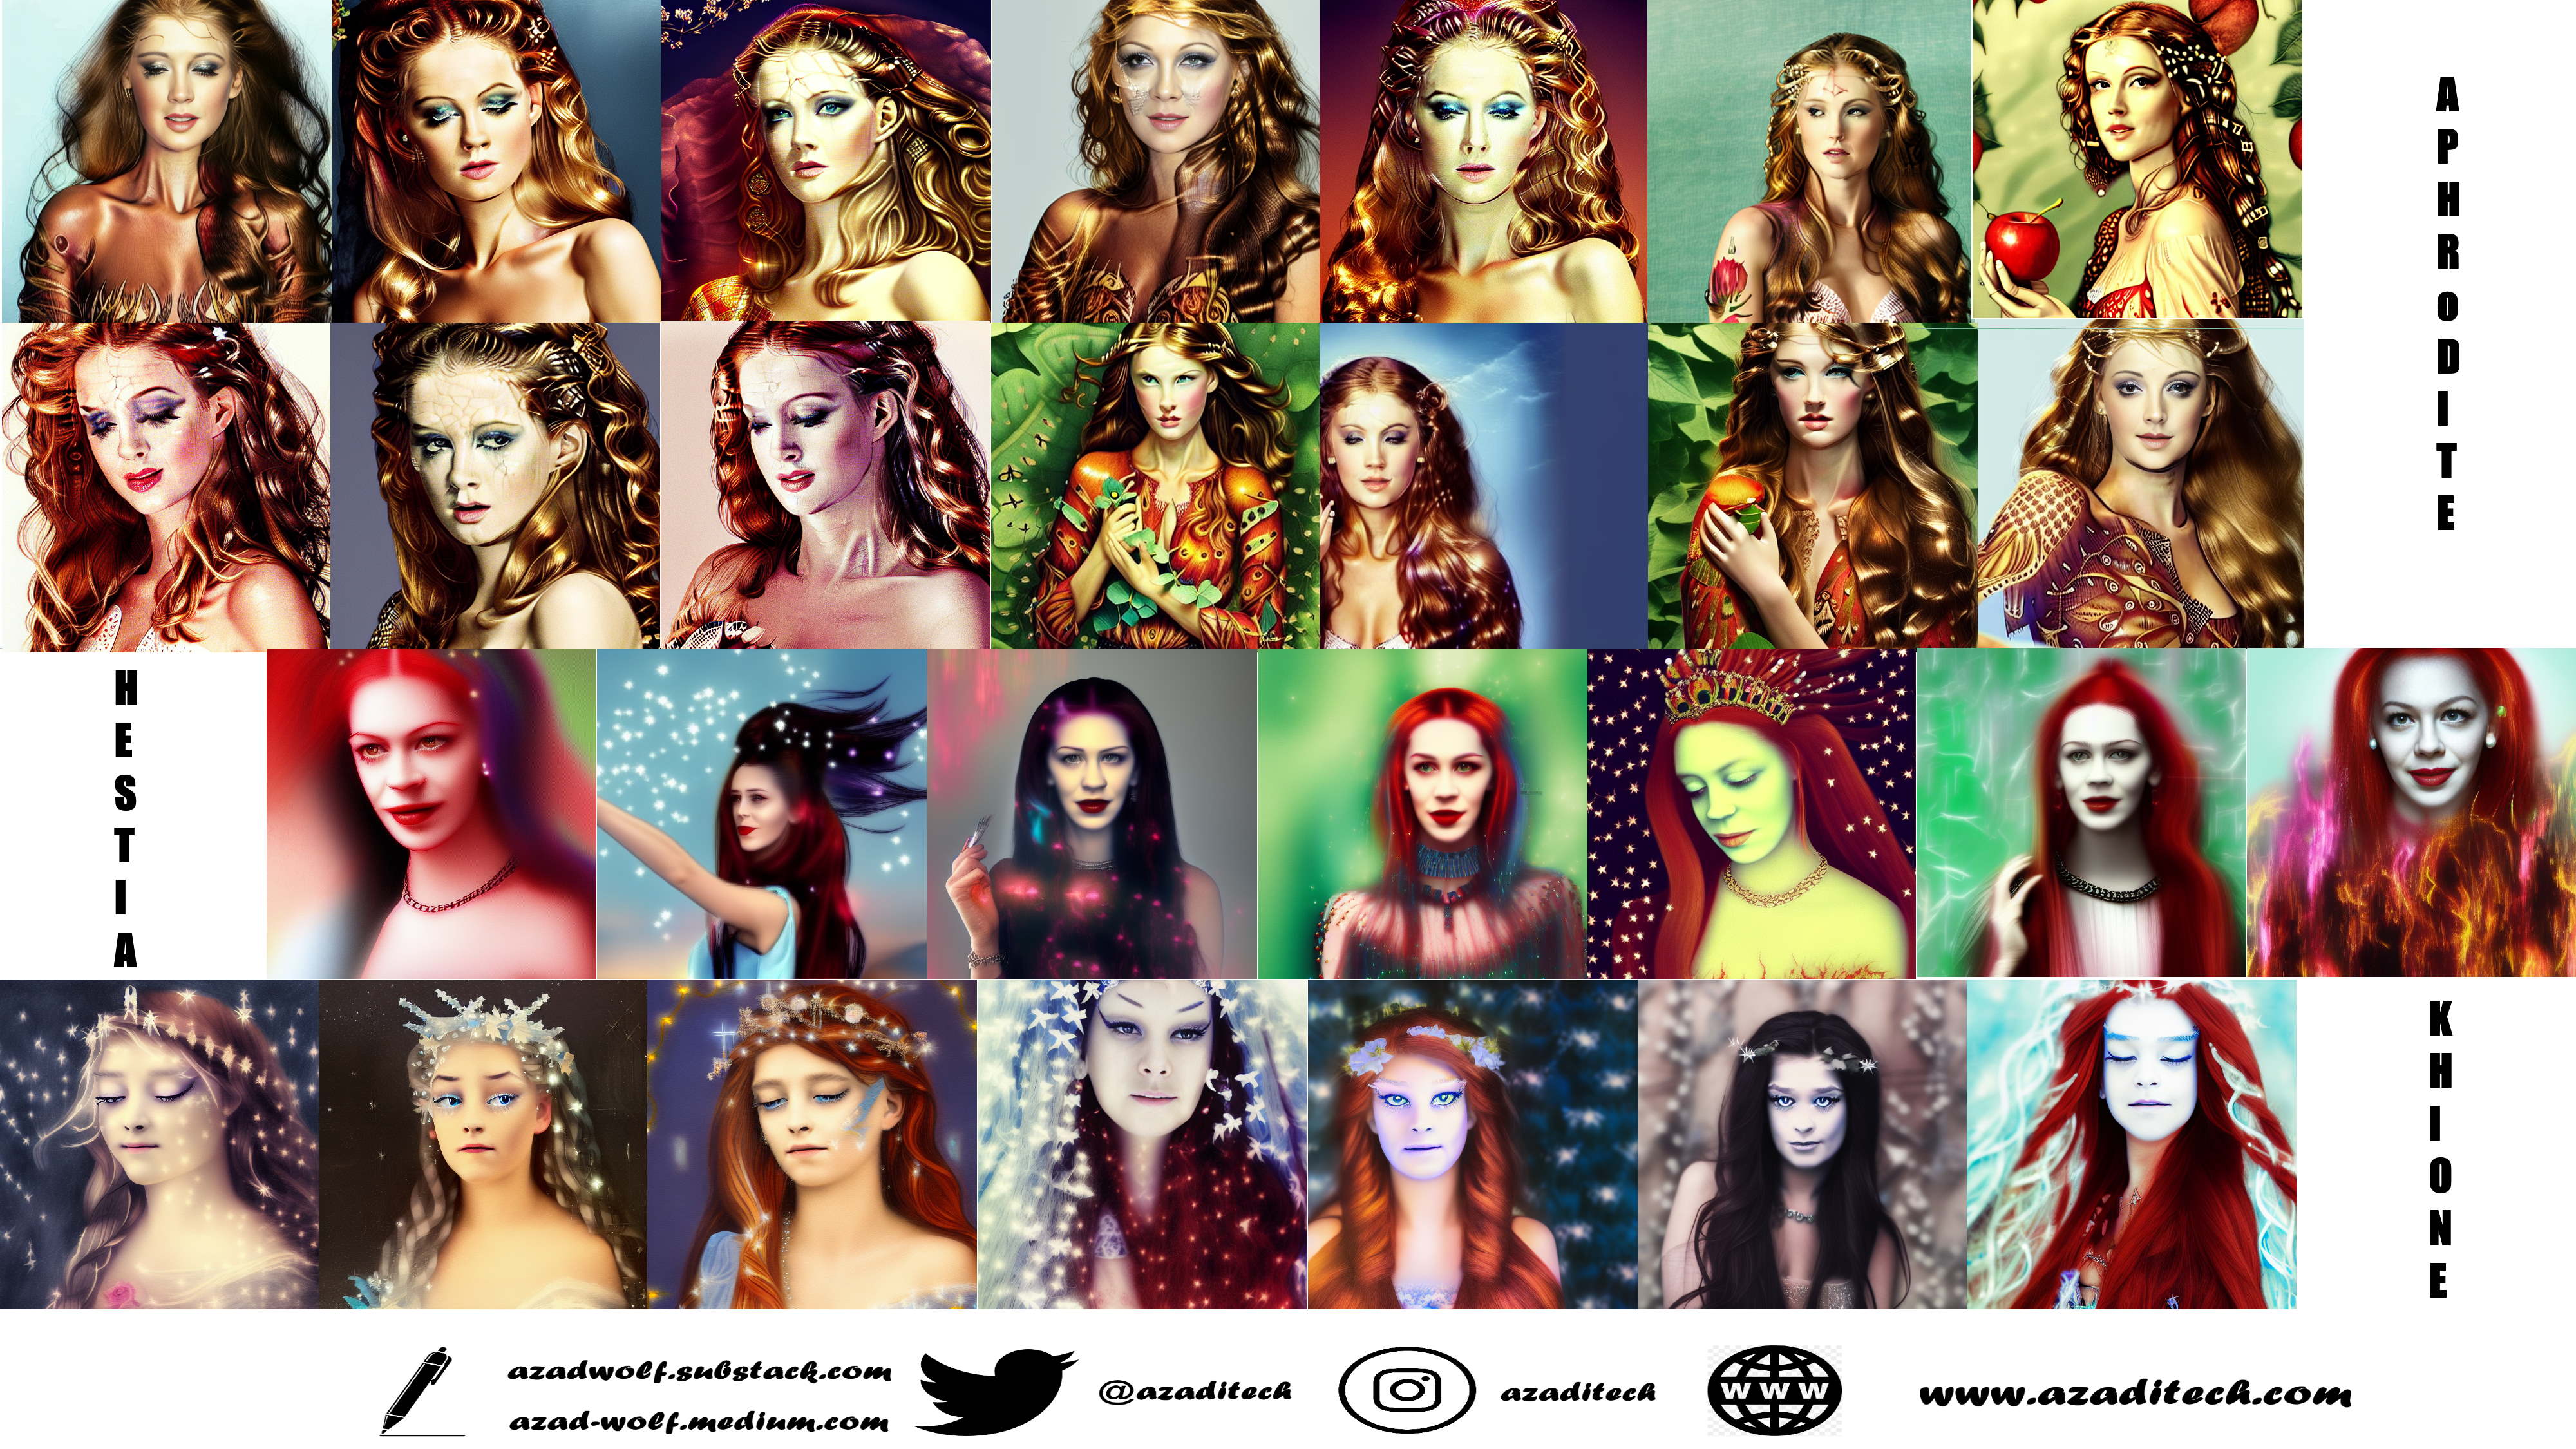 APHRODITE
HESTIA
KHIONE
azadwolf.substack.com
azad-wolf.medium.com
@azaditech
azaditech
WWW
www.azaditech.com